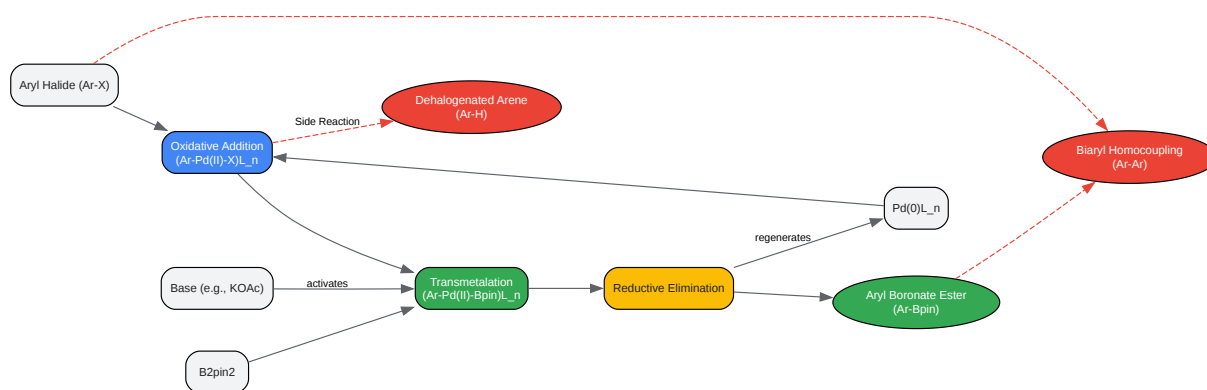 Aryl Halide (Ar-X)
Dehalogenated Arene
(Ar-H)
Side Reaction
Oxidative Addition
(Ar-Pd(II)-X)L_n
Biaryl Homocoupling
(Ar-Ar)
Pd(0)L_n
regenerates
Base (e.g., KOAc)
activates
Transmetalation
(Ar-Pd(II)-Bpin)L_n
Reductive Elimination
Aryl Boronate Ester
(Ar-Bpin)
B2pin2